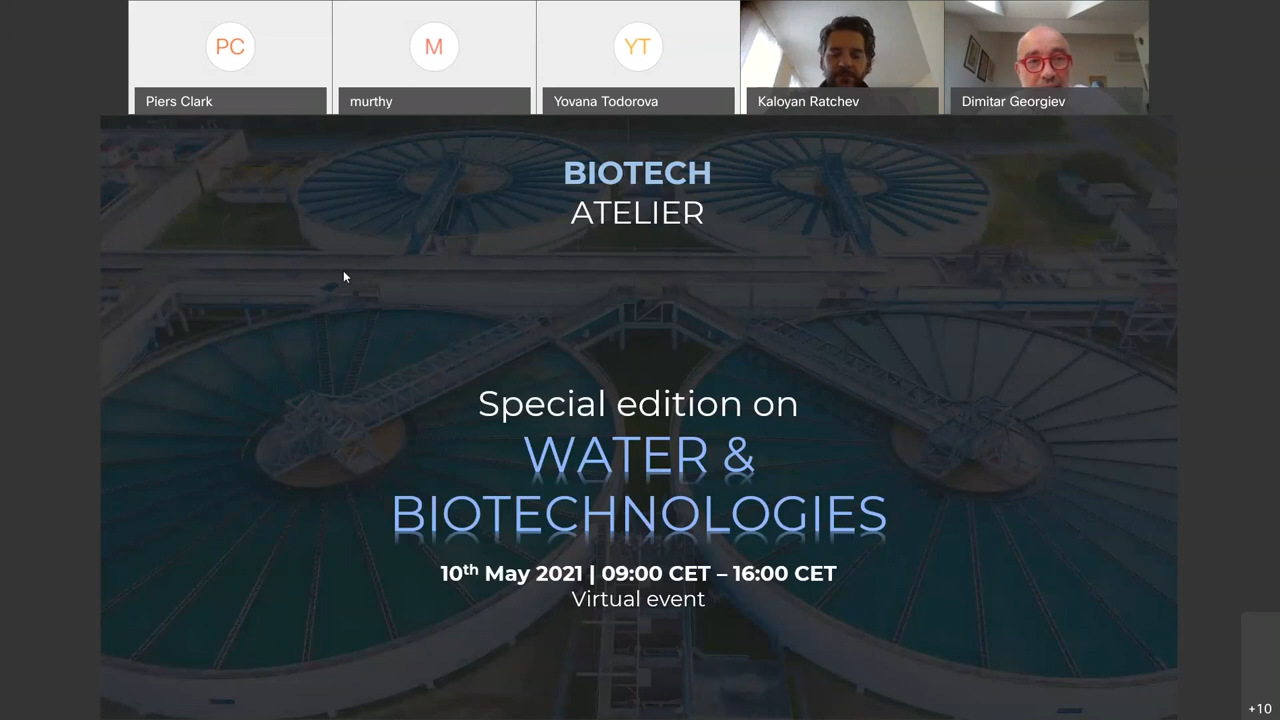 PC
M
YT
Piers Clark
murthy
Yovana Todorova
Kaloyan Ratchev
Dimitar Georgiev
BIOTECH
ATELIER
Special edition on
WATER &
BIOTECHNOLOGIES
10th May 2021 | 09:00 CET – 16:00 CET
Virtual event
+10